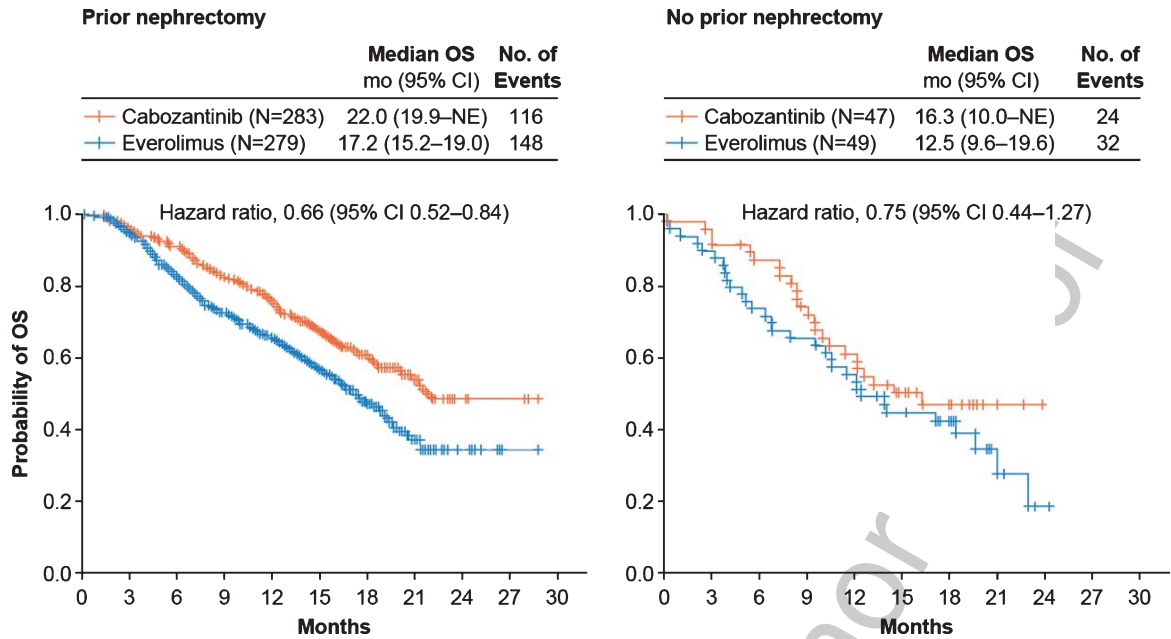 Prior nephrectomy
Median OS No. of
mo (95% CI) Events
Cabozantinib (N=283) 22.0 (19.9–NE) 116
Everolimus (N=279) 17.2 (15.2–19.0) 148
Hazard ratio, 0.66 (95% CI 0.52–0.84)
Probability of OS
1.0
0.8
0.6
0.4
0.2
0.0
0 3 6 9 12 15 18 21 24 27 30
Months
No prior nephrectomy
Median OS No. of
mo (95% CI) Events
Cabozantinib (N=47) 16.3 (10.0–NE) 24
Everolimus (N=49) 12.5 (9.6–19.6) 32
Hazard ratio, 0.75 (95% CI 0.44–1.27)
1.0
0.8
0.6
0.4
0.2
0.0
0 3 6 9 12 15 18 21 24 27 30
Months